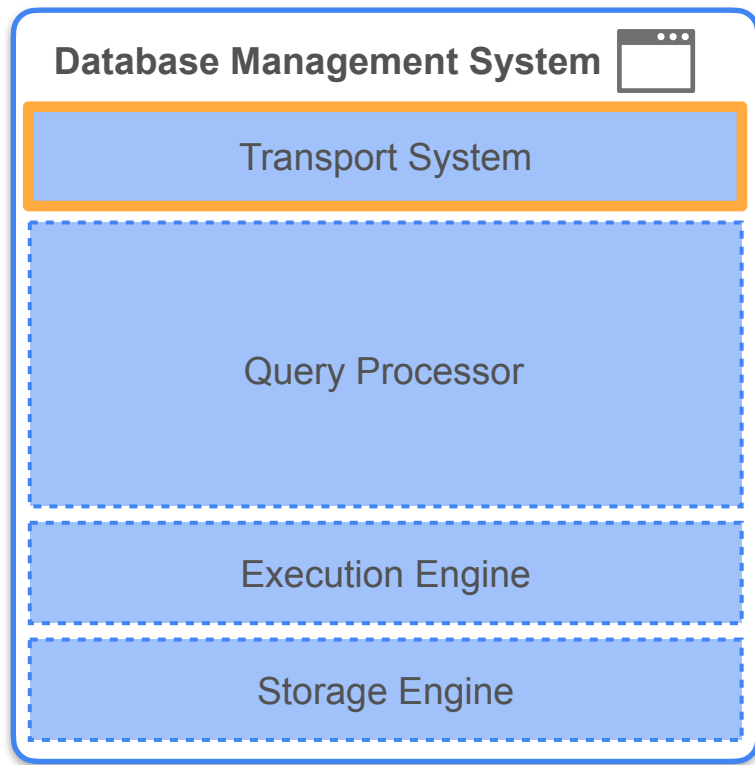 Database Management System
Transport System
Query Processor
Execution Engine
Storage Engine